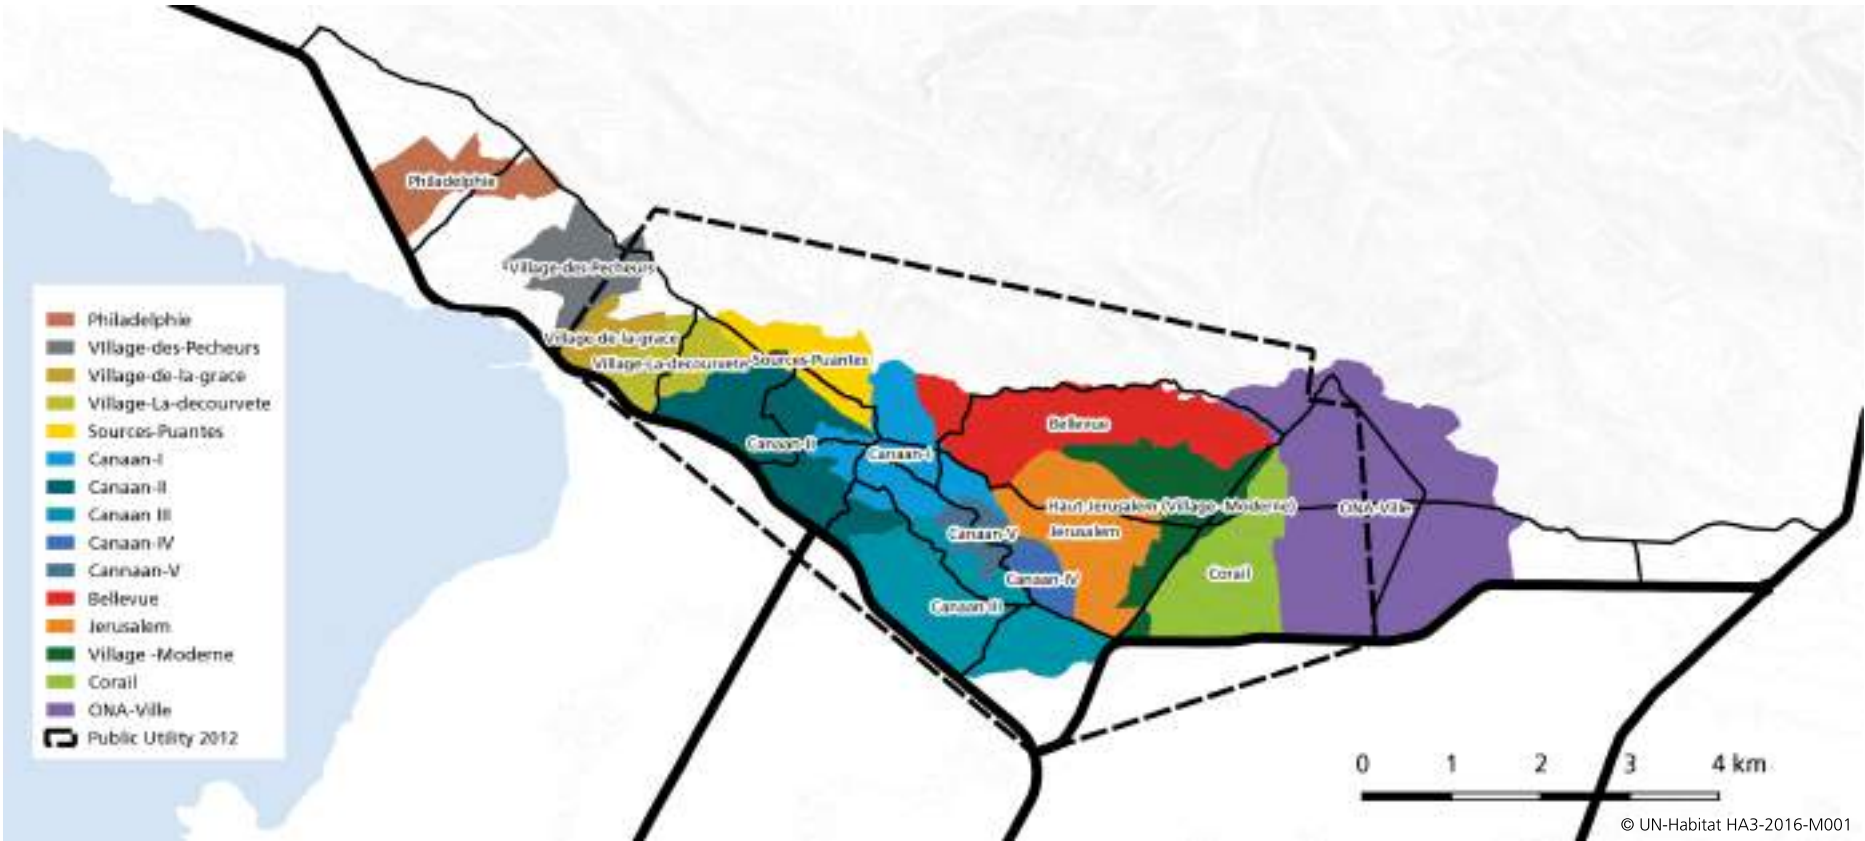 Philadelphie
Village-des-Pecheurs
Village-de-la-grace
Village-La-decourvete
Sources-Puantes
Canaan-II
Canaan-I
Bellevue
Haut-Jerusalem (Village- Moderne)
ONA-Ville
Canaan-V
Jerusalem
Canaan-IV
Corail
Canaan-III
Philadelphie
Village-des-Pecheurs
Village-de-la-grace
Village-La-decourvete
Sources-Puantes
Canaan-I
Canaan-II
Canaan III
Canaan-IV
Cannaan-V
Bellevue
Jerusalem
Village -Moderne
Corail
ONA-Ville
Public Utility 2012
0 1 2 3 4 km
© UN-Habitat HA3-2016-M001